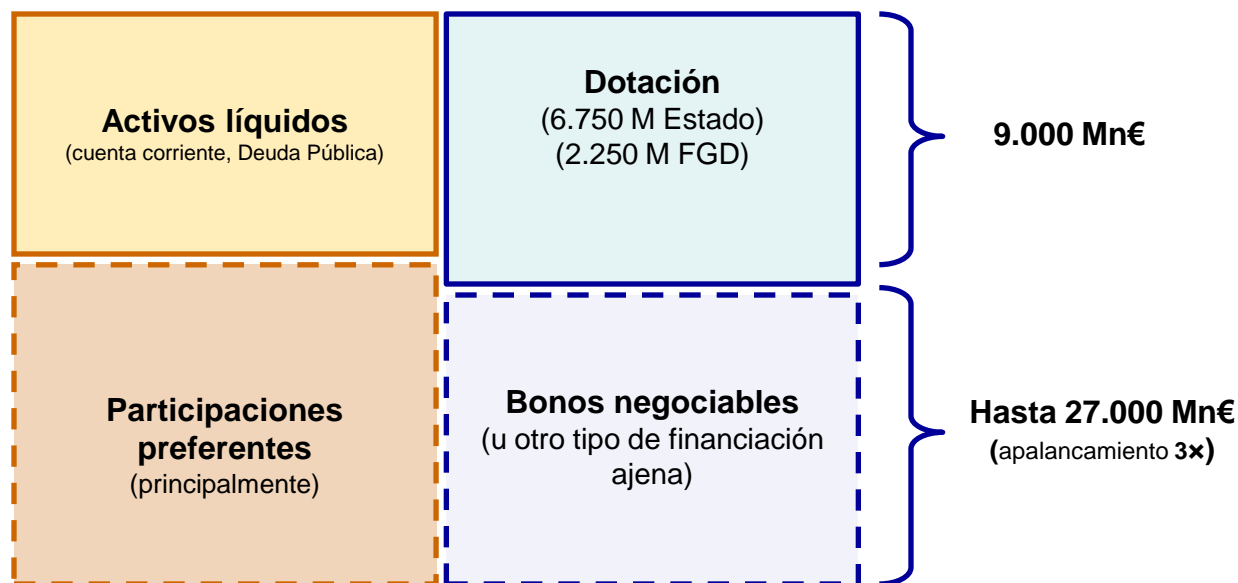 Activos líquidos
(cuenta corriente, Deuda Pública)
Dotación
(6.750 M Estado)
(2.250 M FGD)
9.000 Mn€
Participaciones
preferentes
(principalmente)
Bonos negociables
(u otro tipo de financiación
ajena)
Hasta 27.000 Mn€
(apalancamiento 3×)